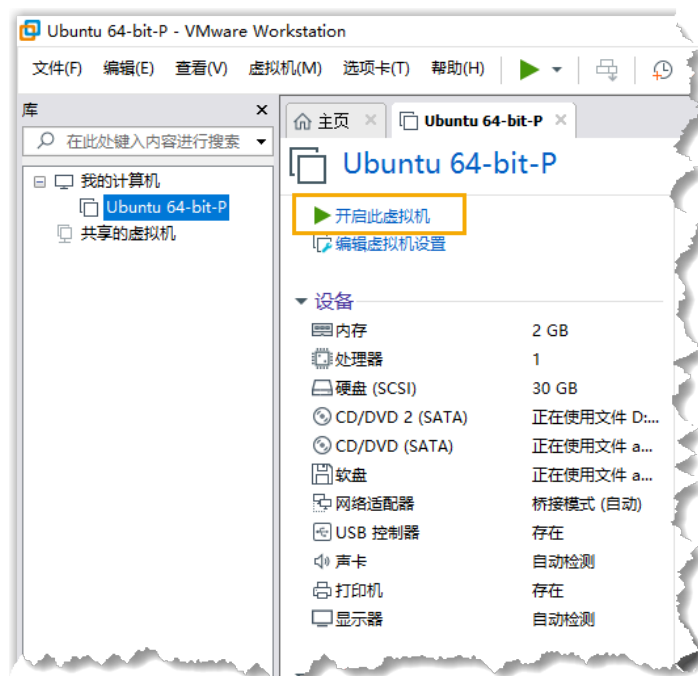 Ubuntu 64-bit-P - VMware Workstation
文件(F) 编辑(E) 查看(V) 虚拟机(M) 选项卡(T) 帮助(H)
库
在此处键入内容进行搜索
我的计算机
Ubuntu 64-bit-P
共享的虚拟机
主页
Ubuntu 64-bit-P
Ubuntu 64-bit-P
开启此虚拟机
编辑虚拟机设置
设备
内存 2 GB
处理器 1
硬盘 (SCSI) 30 GB
CD/DVD 2 (SATA) 正在使用文件 D:...
CD/DVD (SATA) 正在使用文件 a...
软盘 正在使用文件 a...
网络适配器 桥接模式 (自动)
USB 控制器 存在
声卡 自动检测
打印机 存在
显示器 自动检测